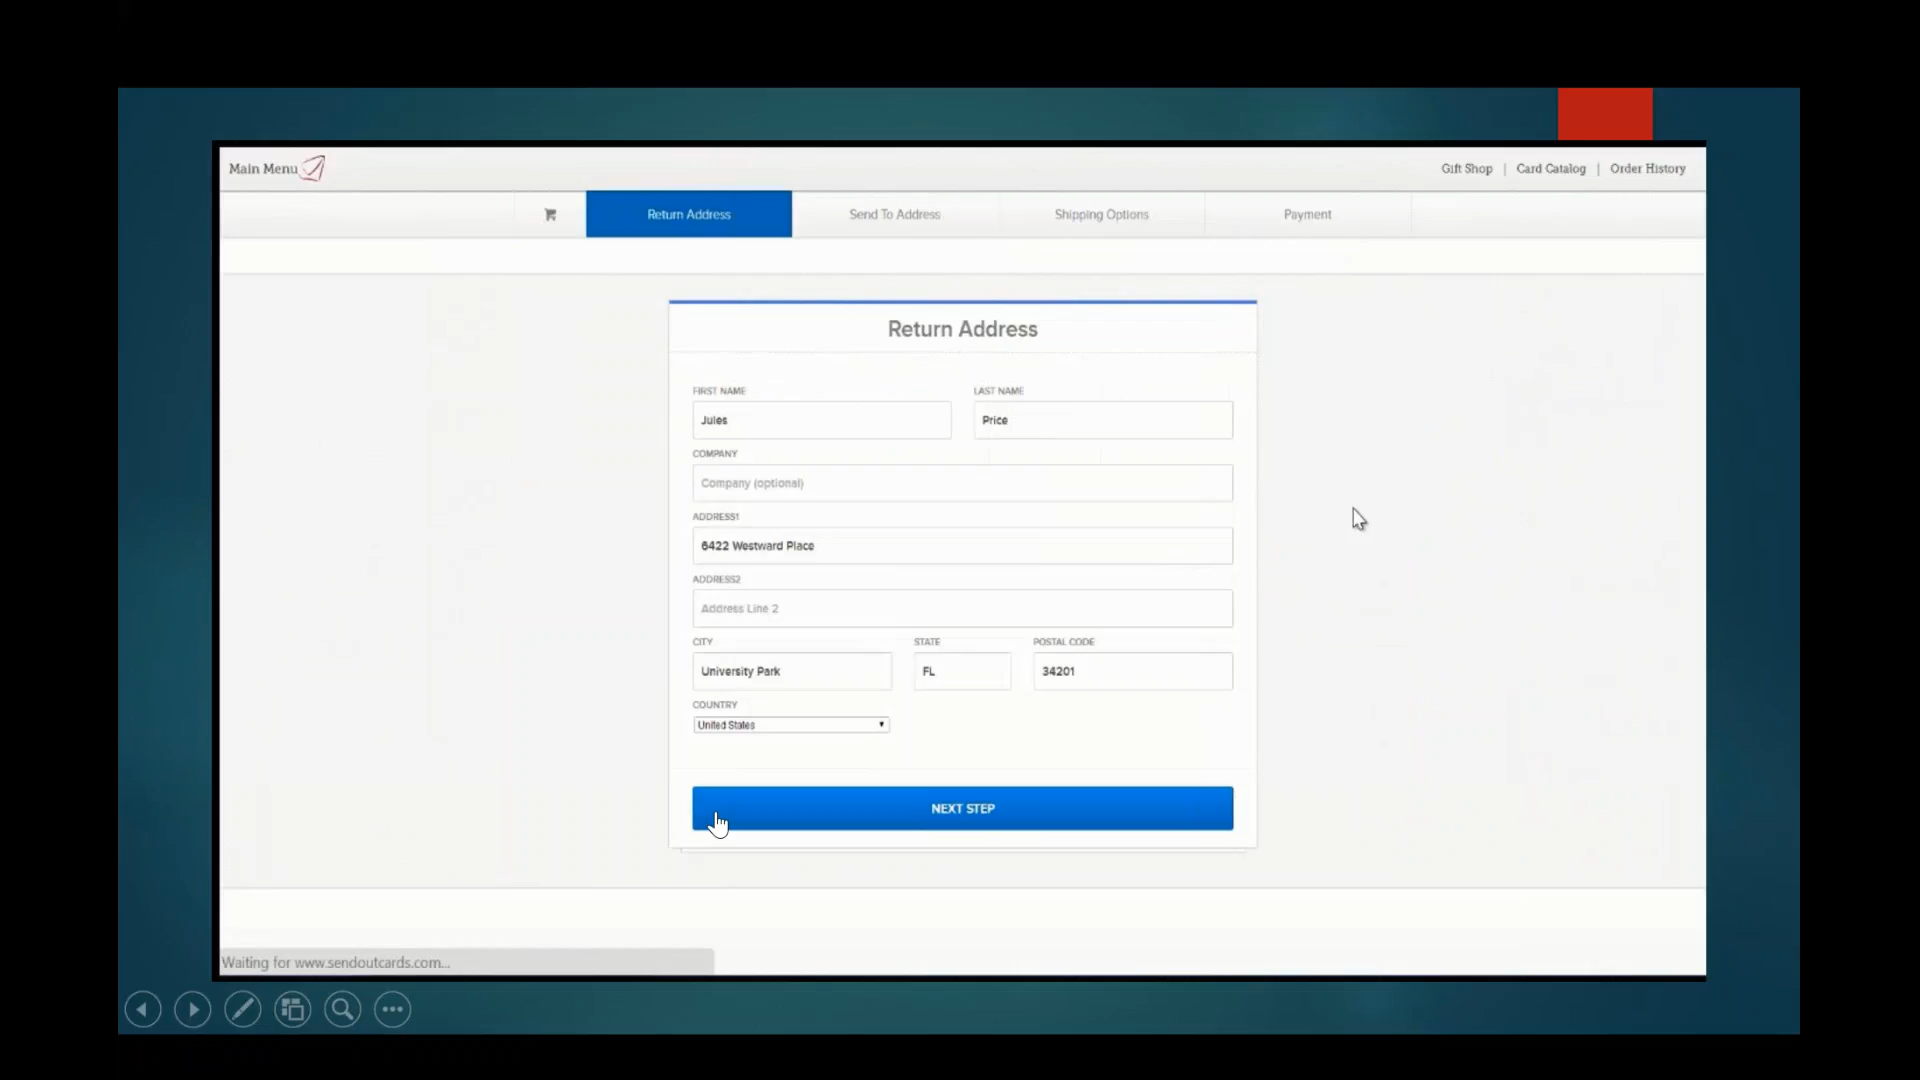 Main Menu
Gift Shop | Card Catalog | Order History
Return Address
Send To Address
Shipping Options
Payment
Return Address
FIRST NAME
LAST NAME
Jules
Price
COMPANY
Company (optional)
ADDRESS1
6422 Westward Place
ADDRESS2
Address Line 2
CITY
STATE
POSTAL CODE
University Park
FL
34201
COUNTRY
United States
NEXT STEP
Waiting for www.sendoutcards.com...